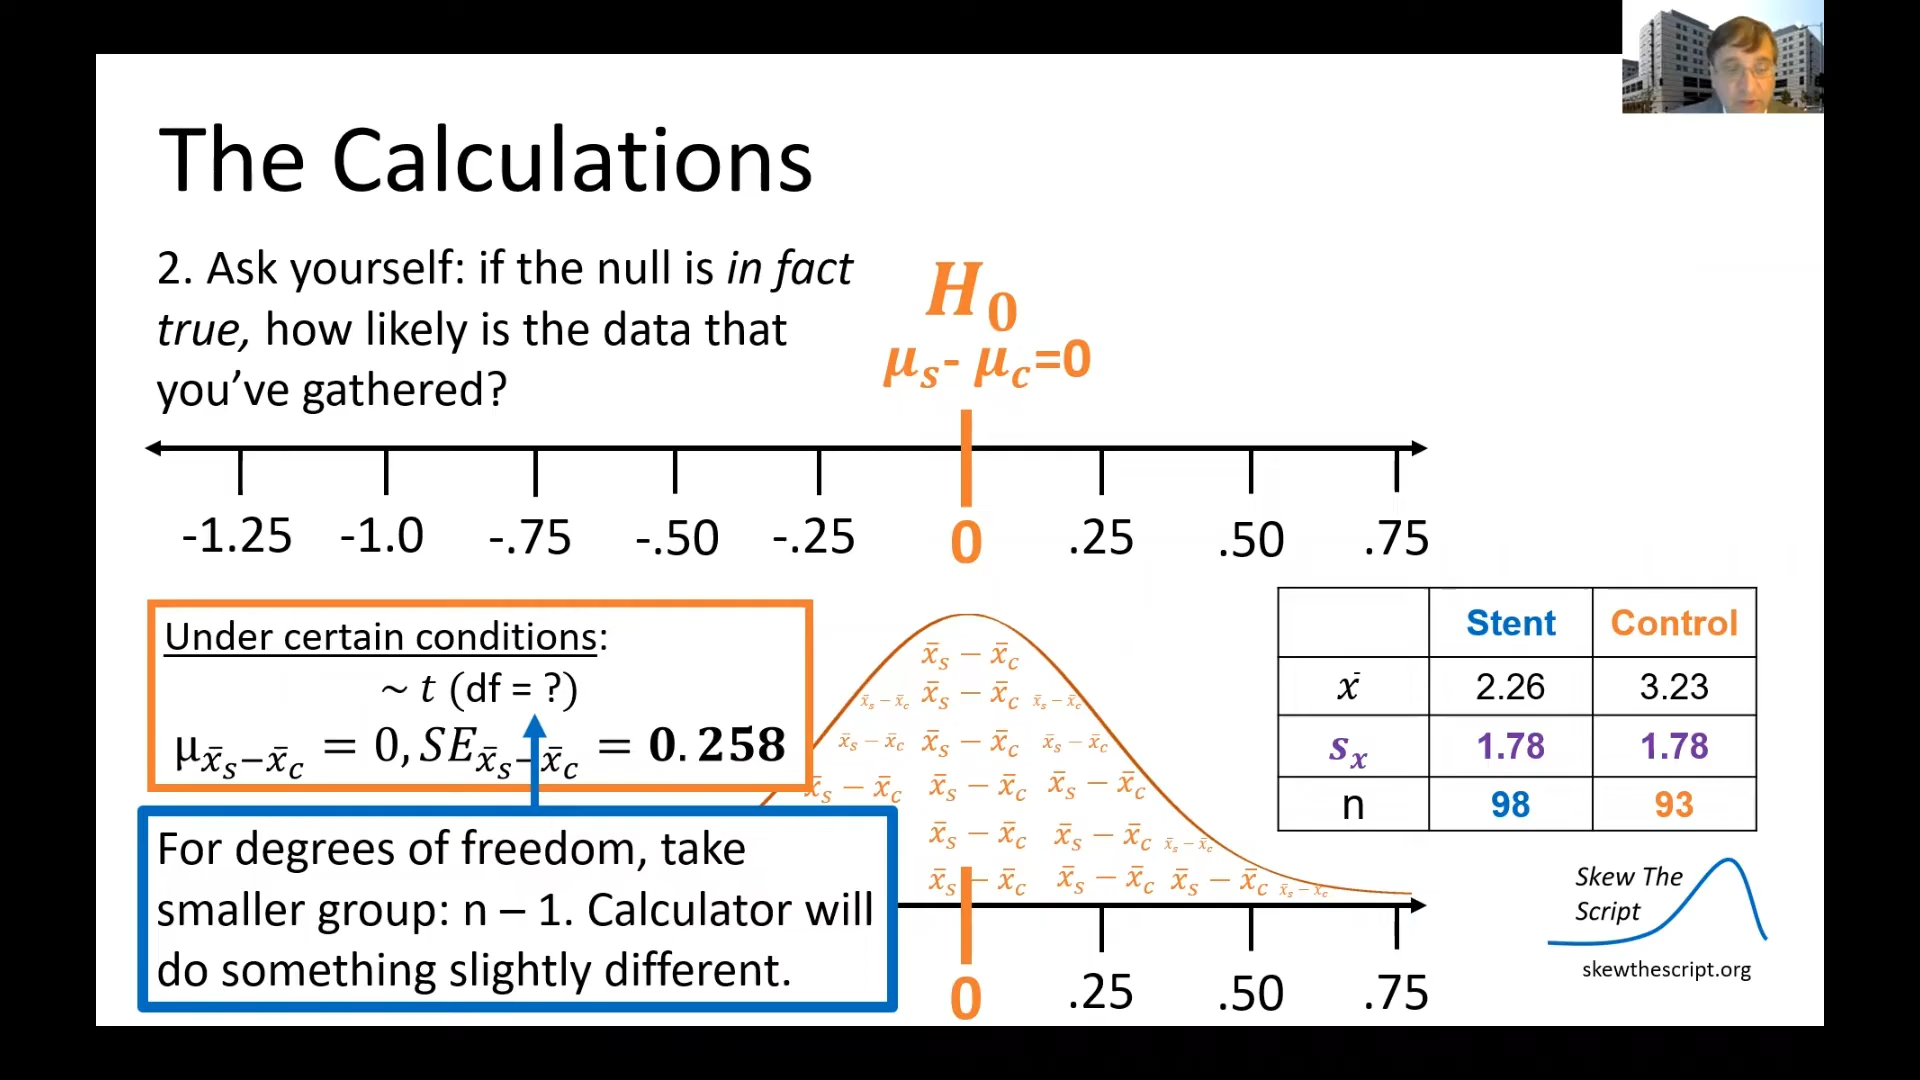 The Calculations
2. Ask yourself: if the null is in fact
true, how likely is the data that
you've gathered?
H₀
μₛ- μ꜀=0
-1.25 -1.0 -.75 -.50 -.25 0 .25 .50 .75
Under certain conditions:
~ t (df = ?)
μx̄ₛ−x̄꜀ = 0, SEx̄ₛ−x̄꜀ = 0.258
For degrees of freedom, take
smaller group: n – 1. Calculator will
do something slightly different.
x̄ₛ − x̄꜀
x̄ₛ − x̄꜀ x̄ₛ − x̄꜀ x̄ₛ − x̄꜀
x̄ₛ − x̄꜀ x̄ₛ − x̄꜀ x̄ₛ − x̄꜀
x̄ₛ − x̄꜀ x̄ₛ − x̄꜀ x̄ₛ − x̄꜀
x̄ₛ − x̄꜀ x̄ₛ − x̄꜀ x̄ₛ − x̄꜀
x̄ₛ − x̄꜀ x̄ₛ − x̄꜀ x̄ₛ − x̄꜀ x̄ₛ − x̄꜀
0 .25 .50 .75
Stent Control
x̄ 2.26 3.23
sₓ 1.78 1.78
n 98 93
Skew The
Script
skewthescript.org